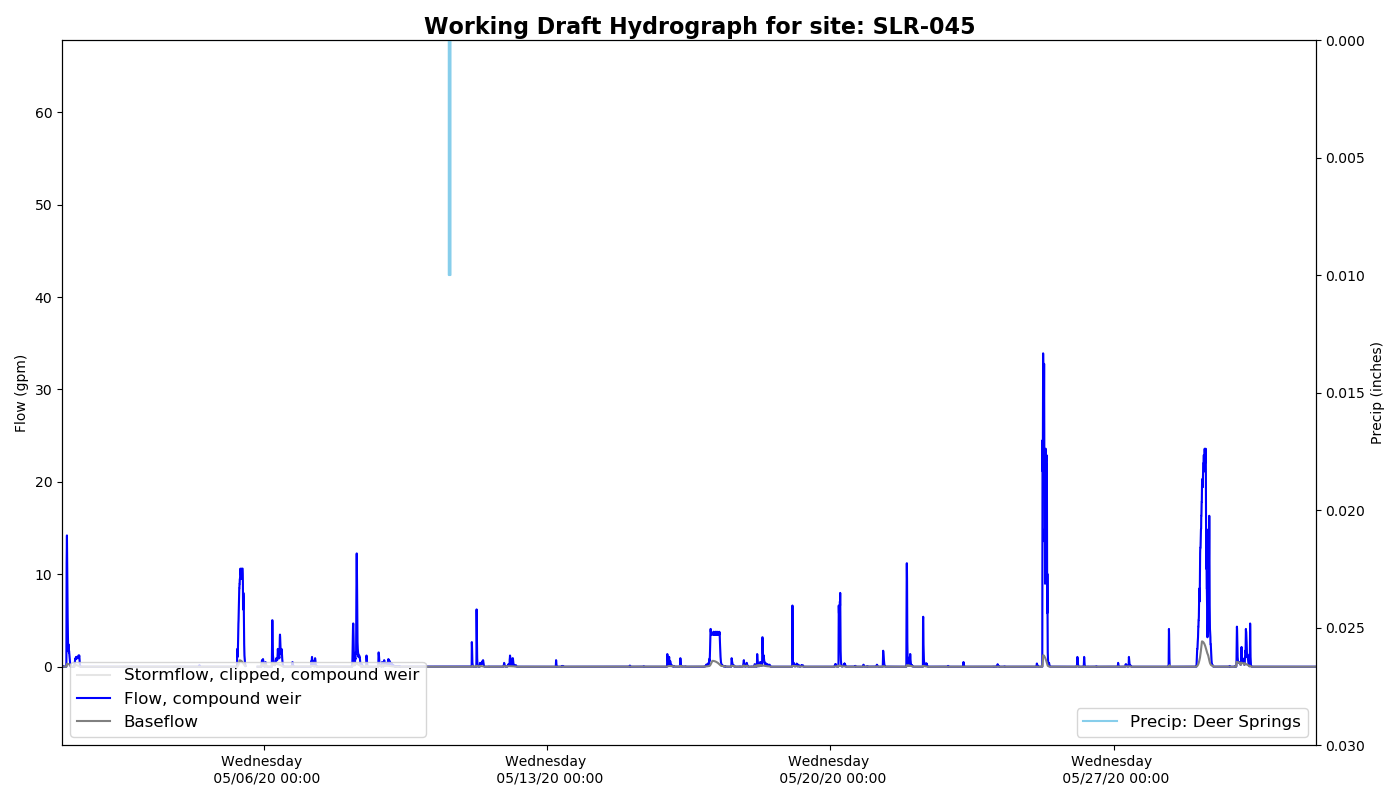 Working Draft Hydrograph for site: SLR-045
60
50
40
30
20
10
0
Flow (gpm)
0.000
0.005
0.010
0.015
0.020
0.025
0.030
Precip (inches)
Stormflow, clipped, compound weir
Flow, compound weir
Baseflow
Precip: Deer Springs
Wednesday
05/06/20 00:00
Wednesday
05/13/20 00:00
Wednesday
05/20/20 00:00
Wednesday
05/27/20 00:00